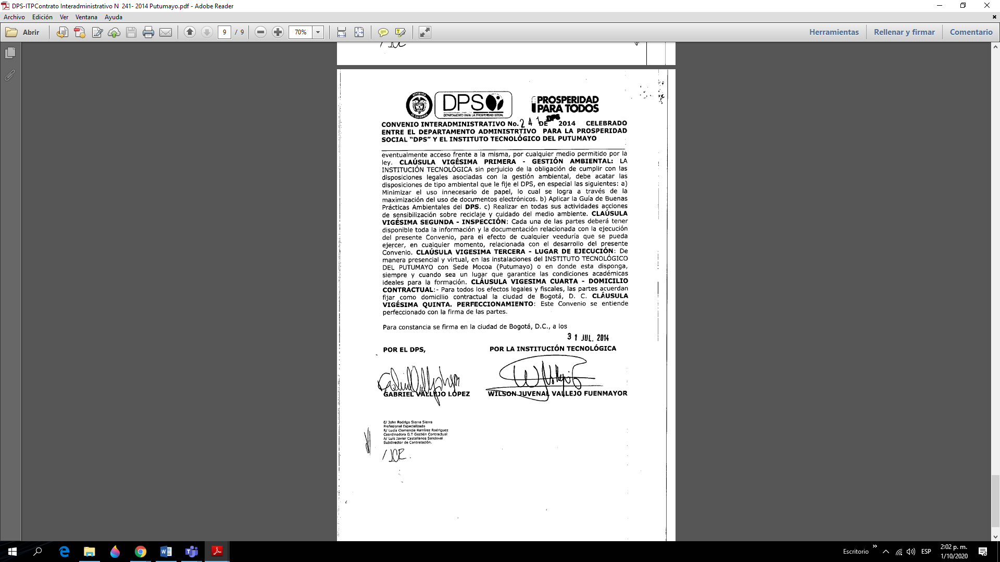 DPS-ITPContrato Interadministrativo N 241- 2014 Putumayo.pdf - Adobe Reader
Archivo Edición Ver Ventana Ayuda
Abrir 9 / 9 70% Herramientas Rellenar y firmar Comentario
REPÚBLICA DE COLOMBIA
DPS
DEPARTAMENTO PARA LA PROSPERIDAD SOCIAL
PROSPERIDAD
PARA TODOS
DPS
CONVENIO INTERADMINISTRATIVO No. 241 DE 2014 CELEBRADO
ENTRE EL DEPARTAMENTO ADMINISTRTIVO PARA LA PROSPERIDAD
SOCIAL “DPS” Y EL INSTITUTO TECNOLÓGICO DEL PUTUMAYO
eventualmente acceso frente a la misma, por cualquier medio permitido por la
ley. CLAÚSULA VIGÉSIMA PRIMERA - GESTIÓN AMBIENTAL: LA
INSTITUCIÓN TECNOLÓGICA sin perjuicio de la obligación de cumplir con las
disposiciones legales asociadas con la gestión ambiental, debe acatar las
disposiciones de tipo ambiental que le fije el DPS, en especial las siguientes: a)
Minimizar el uso innecesario de papel, lo cual se logra a través de la
maximización del uso de documentos electrónicos. b) Aplicar la Guía de Buenas
Prácticas Ambientales del DPS. c) Realizar en todas sus actividades acciones
de sensibilización sobre reciclaje y cuidado del medio ambiente. CLAÚSULA
VIGÉSIMA SEGUNDA - INSPECCIÓN: Cada una de las partes deberá tener
disponible toda la información y la documentación relacionada con la ejecución
del presente Convenio, para el efecto de cualquier veeduría que se pueda
ejercer, en cualquier momento, relacionada con el desarrollo del presente
Convenio. CLAÚSULA VIGESIMA TERCERA - LUGAR DE EJECUCIÓN: De
manera presencial y virtual, en las instalaciones del INSTITUTO TECNOLÓGICO
DEL PUTUMAYO con Sede Mocoa (Putumayo) o en donde esta disponga,
siempre y cuando sea un lugar que garantice las condiciones académicas
ideales para la formación. CLÁUSULA VIGESIMA CUARTA - DOMICILIO
CONTRACTUAL:- Para todos los efectos legales y fiscales, las partes acuerdan
fijar como domicilio contractual la ciudad de Bogotá, D. C. CLÁUSULA
VIGÉSIMA QUINTA. PERFECCIONAMIENTO: Este Convenio se entiende
perfeccionado con la firma de las partes.
Para constancia se firma en la ciudad de Bogotá, D.C., a los
31 JUL. 2014
POR EL DPS, POR LA INSTITUCIÓN TECNOLÓGICA
GABRIEL VALLEJO LÓPEZ WILSON JUVENAL VALLEJO FUENMAYOR
E/ John Rodrigo Sierra Sierra
Profesional Especializado
R/ Lucía Clemencia Ramírez Rodríguez
Coordinadora G.T Gestión Contractual
A/ Luis Javier Castellanos Sandoval
Subdirector de Contratación.
Escritorio ESP 2:02 p. m.
1/10/2020